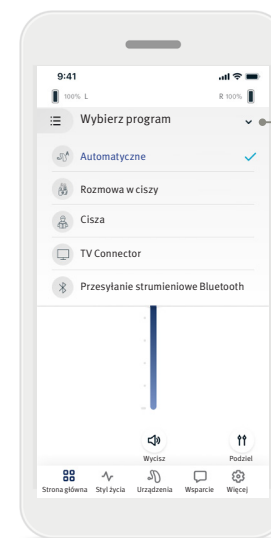 9:41
100% L
R 100%
Wybierz program
Automatyczne
Rozmowa w ciszy
Cisza
TV Connector
Przesyłanie strumieniowe Bluetooth
Wycisz
Podziel
Strona główna
Styl życia
Urządzenia
Wsparcie
Więcej